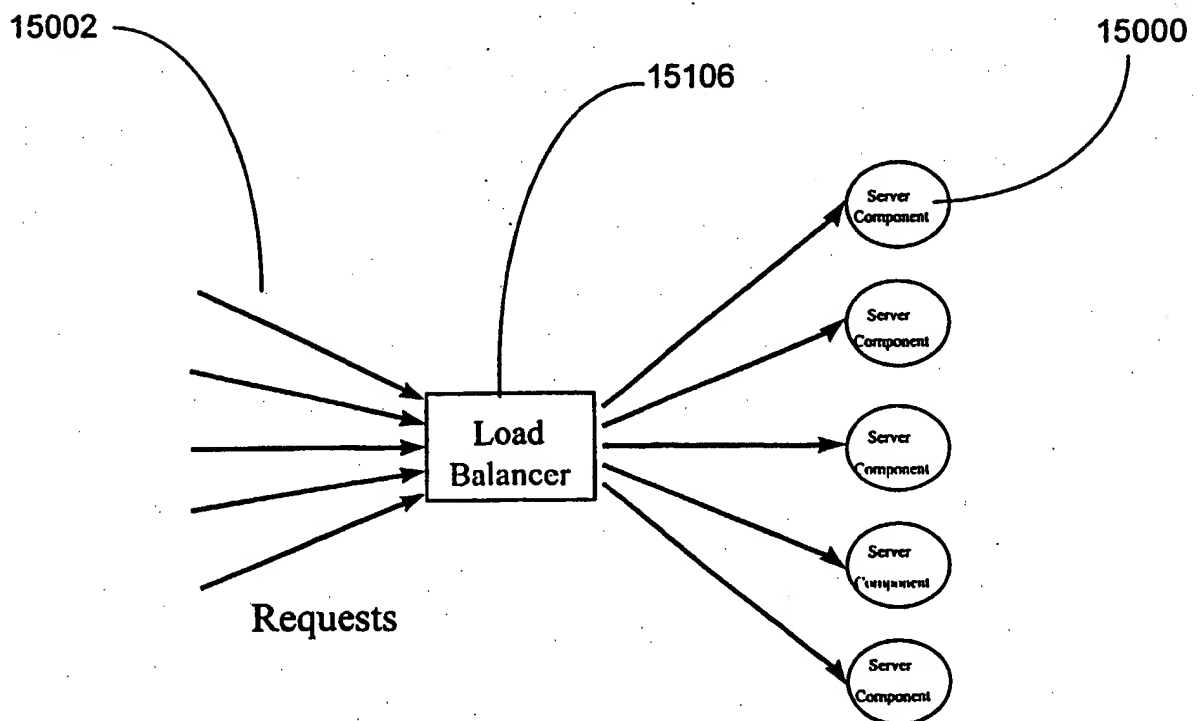 15002
15000
15106
Server
Component
Server
Component
Load
Balancer
Server
Component
Server
Component
Requests
Server
Component